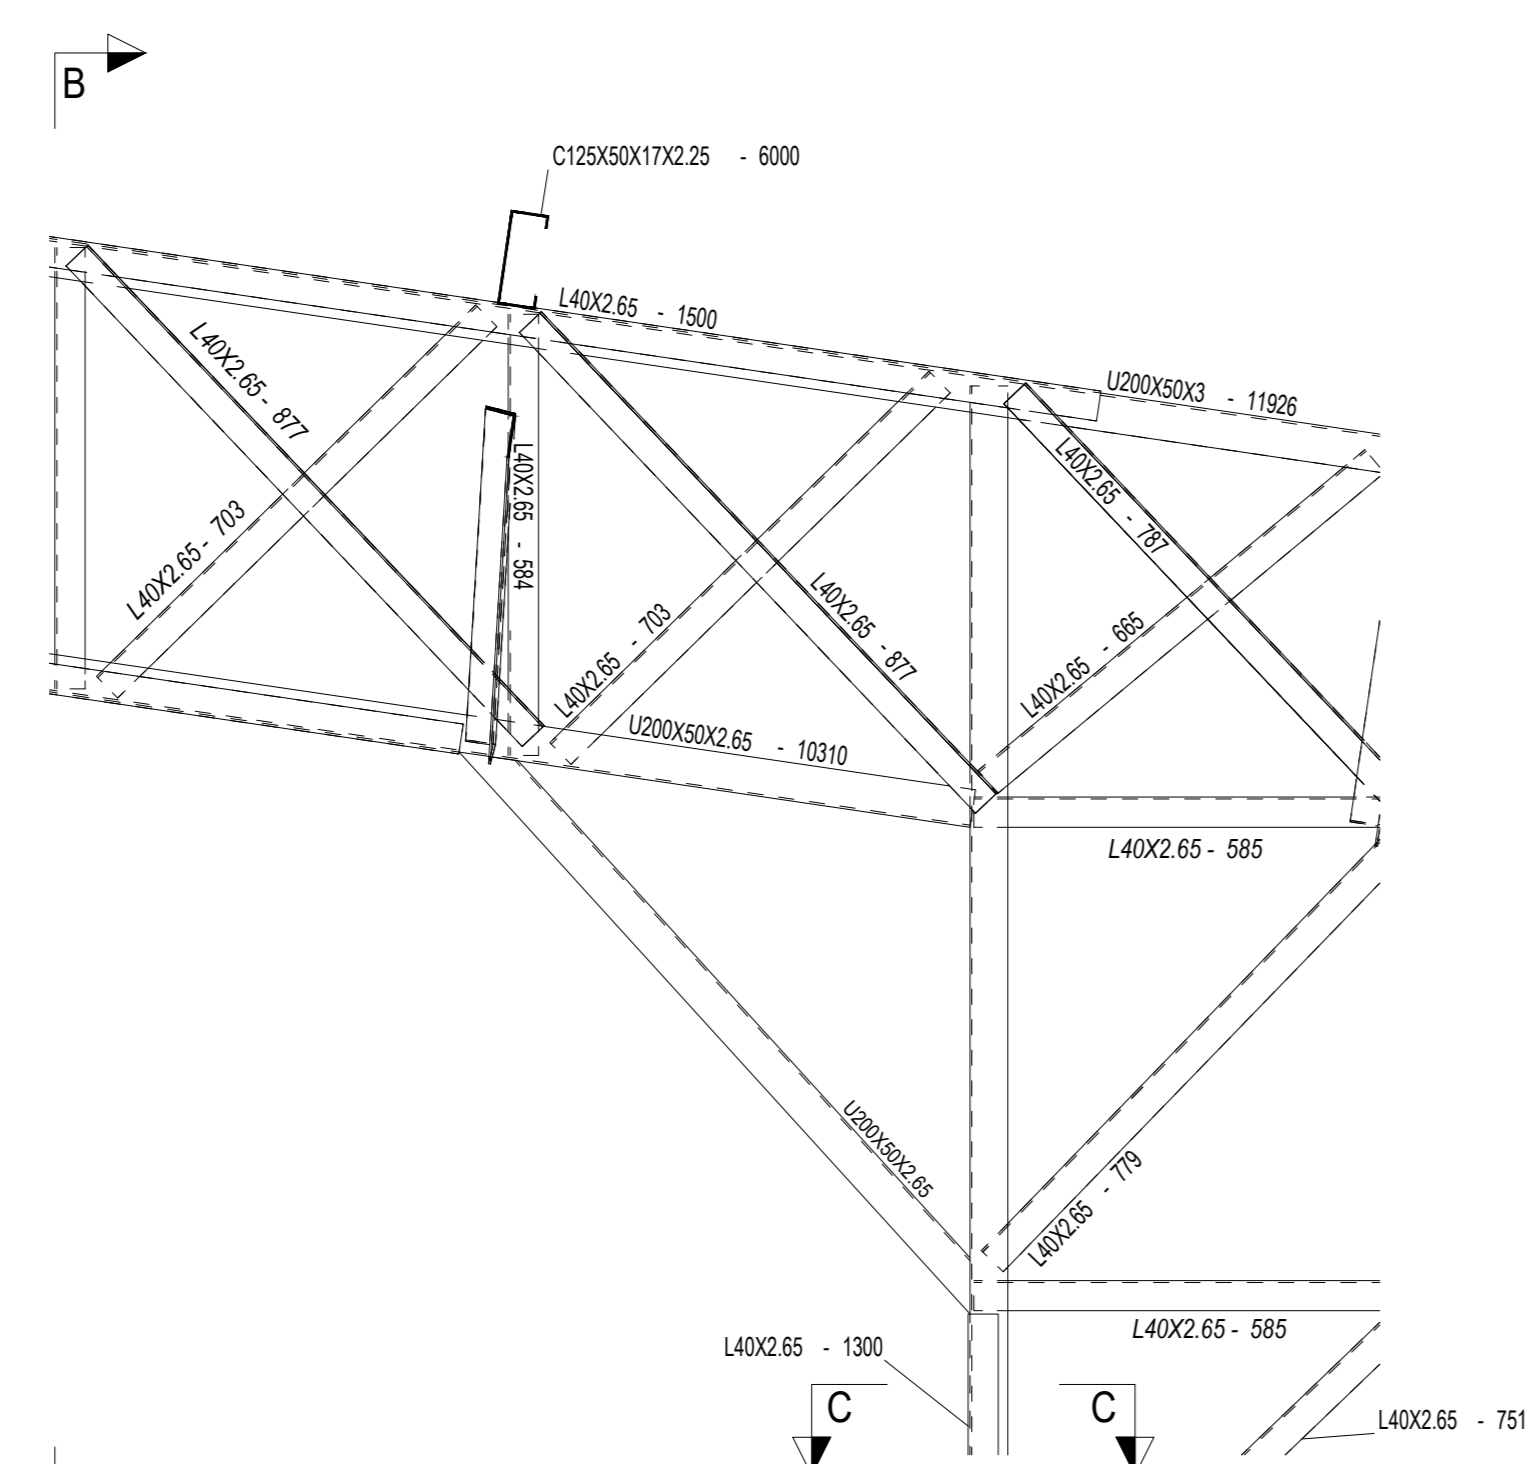 B
C125X50X17X2.25 - 6000
L40X2.65 - 1500
U200X50X3 - 11926
L40X2.65 - 877
L40X2.65 - 703
L40X2.65 - 584
L40X2.65 - 787
L40X2.65 - 877
L40X2.65 - 703
L40X2.65 - 665
U200X50X2.65 - 10310
L40X2.65 - 585
U200X50X2.65
L40X2.65 - 779
L40X2.65 - 585
L40X2.65 - 1300
C
C
L40X2.65 - 751